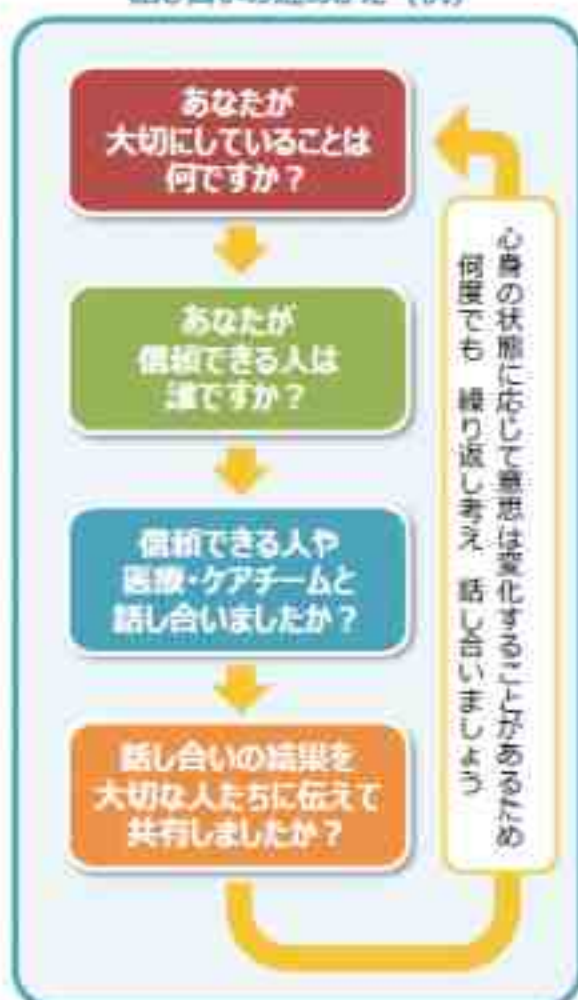 あなたが
大切にしていることは
何ですか？
あなたが
信頼できる人は
誰ですか？
信頼できる人や
医療・ケアチームと
話し合いましたか？
話し合いの結果を
大切な人たちに伝えて
共有しましたか？
心身の状態に応じて意思は変化することがあるため
何度でも 繰り返し考え 話し合いましょう